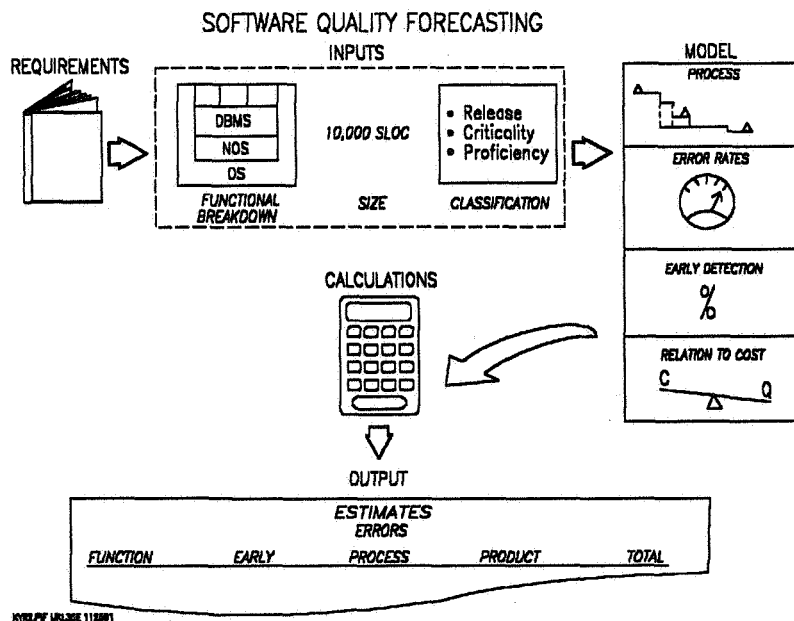 SOFTWARE QUALITY FORECASTING
INPUTS
REQUIREMENTS
DBMS
NOS
OS
FUNCTIONAL
BREAKDOWN
10,000 SLOC
SIZE
• Release
• Criticality
• Proficiency
CLASSIFICATION
MODEL
PROCESS
ERROR RATES
EARLY DETECTION
%
RELATION TO COST
C Q
CALCULATIONS
OUTPUT
ESTIMATES
ERRORS
FUNCTION EARLY PROCESS PRODUCT TOTAL